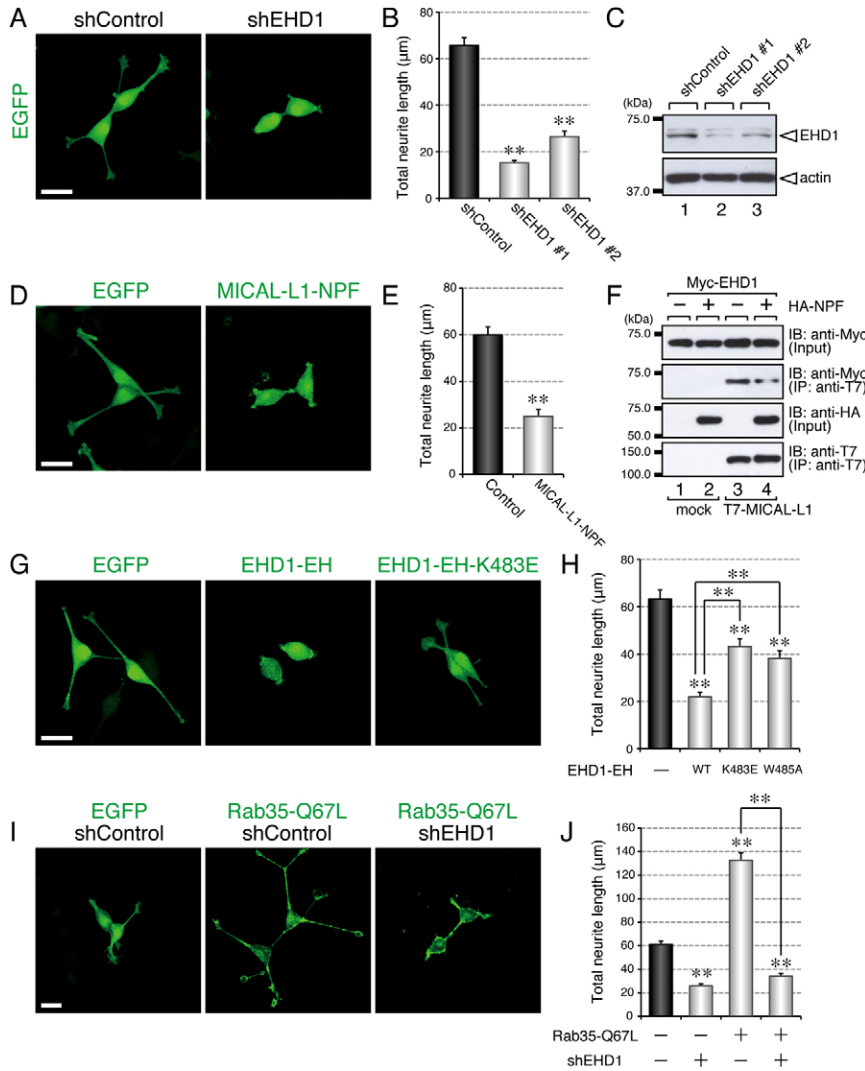 A
shControl
shEHD1
EGFP
B
Total neurite length (μm)
80
60
40
20
0
**
**
shControl
shEHD1 #1
shEHD1 #2
C
shControl
shEHD1 #1
shEHD1 #2
(kDa)
75.0
EHD1
actin
37.0
1 2 3
D
EGFP
MICAL-L1-NPF
E
Total neurite length (μm)
80
60
40
20
0
**
Control
MICAL-L1-NPF
F
Myc-EHD1
− + − + HA-NPF
(kDa)
75.0
IB: anti-Myc
(Input)
75.0
IB: anti-Myc
(IP: anti-T7)
75.0
IB: anti-HA
(Input)
50.0
150.0
IB: anti-T7
(IP: anti-T7)
100.0
1 2 3 4
mock T7-MICAL-L1
G
EGFP
EHD1-EH
EHD1-EH-K483E
H
Total neurite length (μm)
80
60
40
20
0
**
**
**
**
**
EHD1-EH — WT K483E W485A
I
EGFP
shControl
Rab35-Q67L
shControl
Rab35-Q67L
shEHD1
J
Total neurite length (μm)
160
140
120
100
80
60
40
20
0
**
**
**
**
Rab35-Q67L − − + +
shEHD1 − + − +